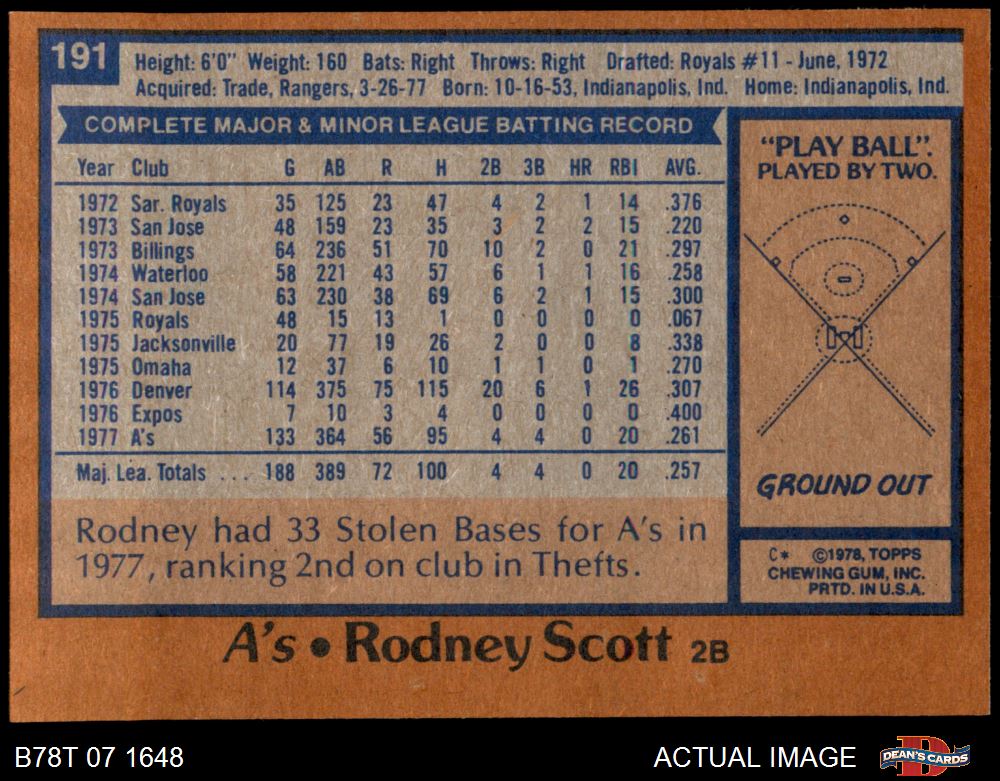 191
Height: 6'0" Weight: 160 Bats: Right Throws: Right Drafted: Royals #11 - June, 1972
Acquired: Trade, Rangers, 3-26-77 Born: 10-16-53, Indianapolis, Ind. Home: Indianapolis, Ind.
COMPLETE MAJOR & MINOR LEAGUE BATTING RECORD
Year Club G AB R H 2B 3B HR RBI AVG.
1972 Sar. Royals 35 125 23 47 4 2 1 14 .376
1973 San Jose 48 159 23 35 3 2 2 15 .220
1973 Billings 64 236 51 70 10 2 0 21 .297
1974 Waterloo 58 221 43 57 6 1 1 16 .258
1974 San Jose 63 230 38 69 6 2 1 15 .300
1975 Royals 48 15 13 1 0 0 0 0 .067
1975 Jacksonville 20 77 19 26 2 0 0 8 .338
1975 Omaha 12 37 6 10 1 1 0 1 .270
1976 Denver 114 375 75 115 20 6 1 26 .307
1976 Expos 7 10 3 4 0 0 0 0 .400
1977 A's 133 364 56 95 4 4 0 20 .261
Maj. Lea. Totals ... 188 389 72 100 4 4 0 20 .257
Rodney had 33 Stolen Bases for A's in
1977, ranking 2nd on club in Thefts.
"PLAY BALL".
PLAYED BY TWO.
GROUND OUT
C* ©1978, TOPPS
CHEWING GUM, INC.
PRTD. IN U.S.A.
A's • Rodney Scott 2B
B78T 07 1648
ACTUAL IMAGE
DEAN'S CARDS